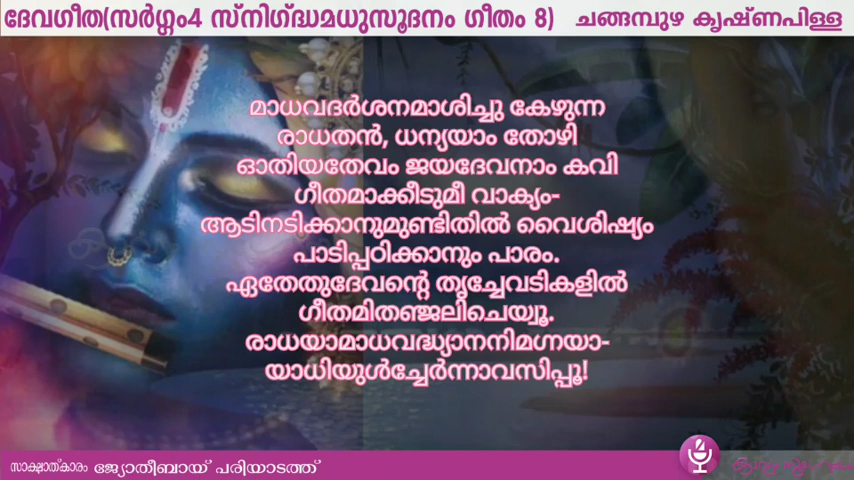 ദേവഗീത(സർഗ്ഗം4 സ്നിഗ്ദ്ധമധുസൂദനം ഗീതം 8) ചങ്ങമ്പുഴ കൃഷ്ണപിള്ള
മാധവദർശനമാശിച്ചു കേഴുന്ന
രാധതൻ, ധന്യയാം തോഴി
ഓതിയതേവം ജയദേവനാം കവി
ഗീതമാക്കീടുമീ വാക്യം-
ആടിനടിക്കാനുമുണ്ടിതിൽ വൈശിഷ്യം
പാടിപ്പഠിക്കാനും പാരം.
ഏതേതുദേവന്റെ തൃച്ചേവടികളിൽ
ഗീതമിതഞ്ജലിചെയ്വൂ.
രാധയാമാധവദ്ധ്യാനനിമഗ്നയാ-
യാധിയുൾച്ചേർന്നാവസിപ്പൂ!
സാക്ഷാത്കാരം ജ്യോതീബായ് പരിയാടത്ത്